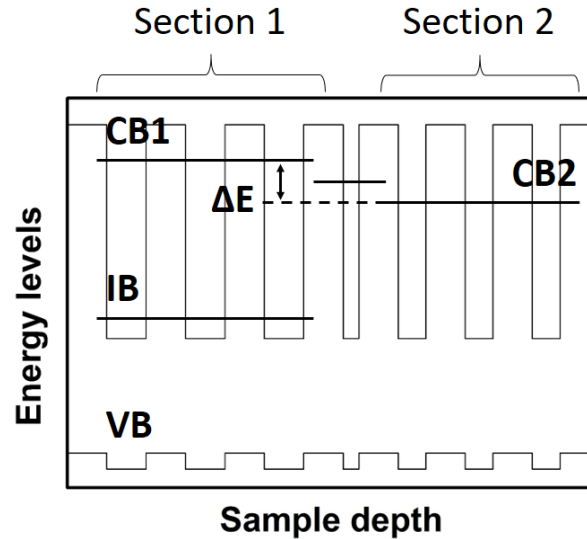 Section 1
Section 2
CB1
CB2
ΔE
IB
VB
Energy levels
Sample depth